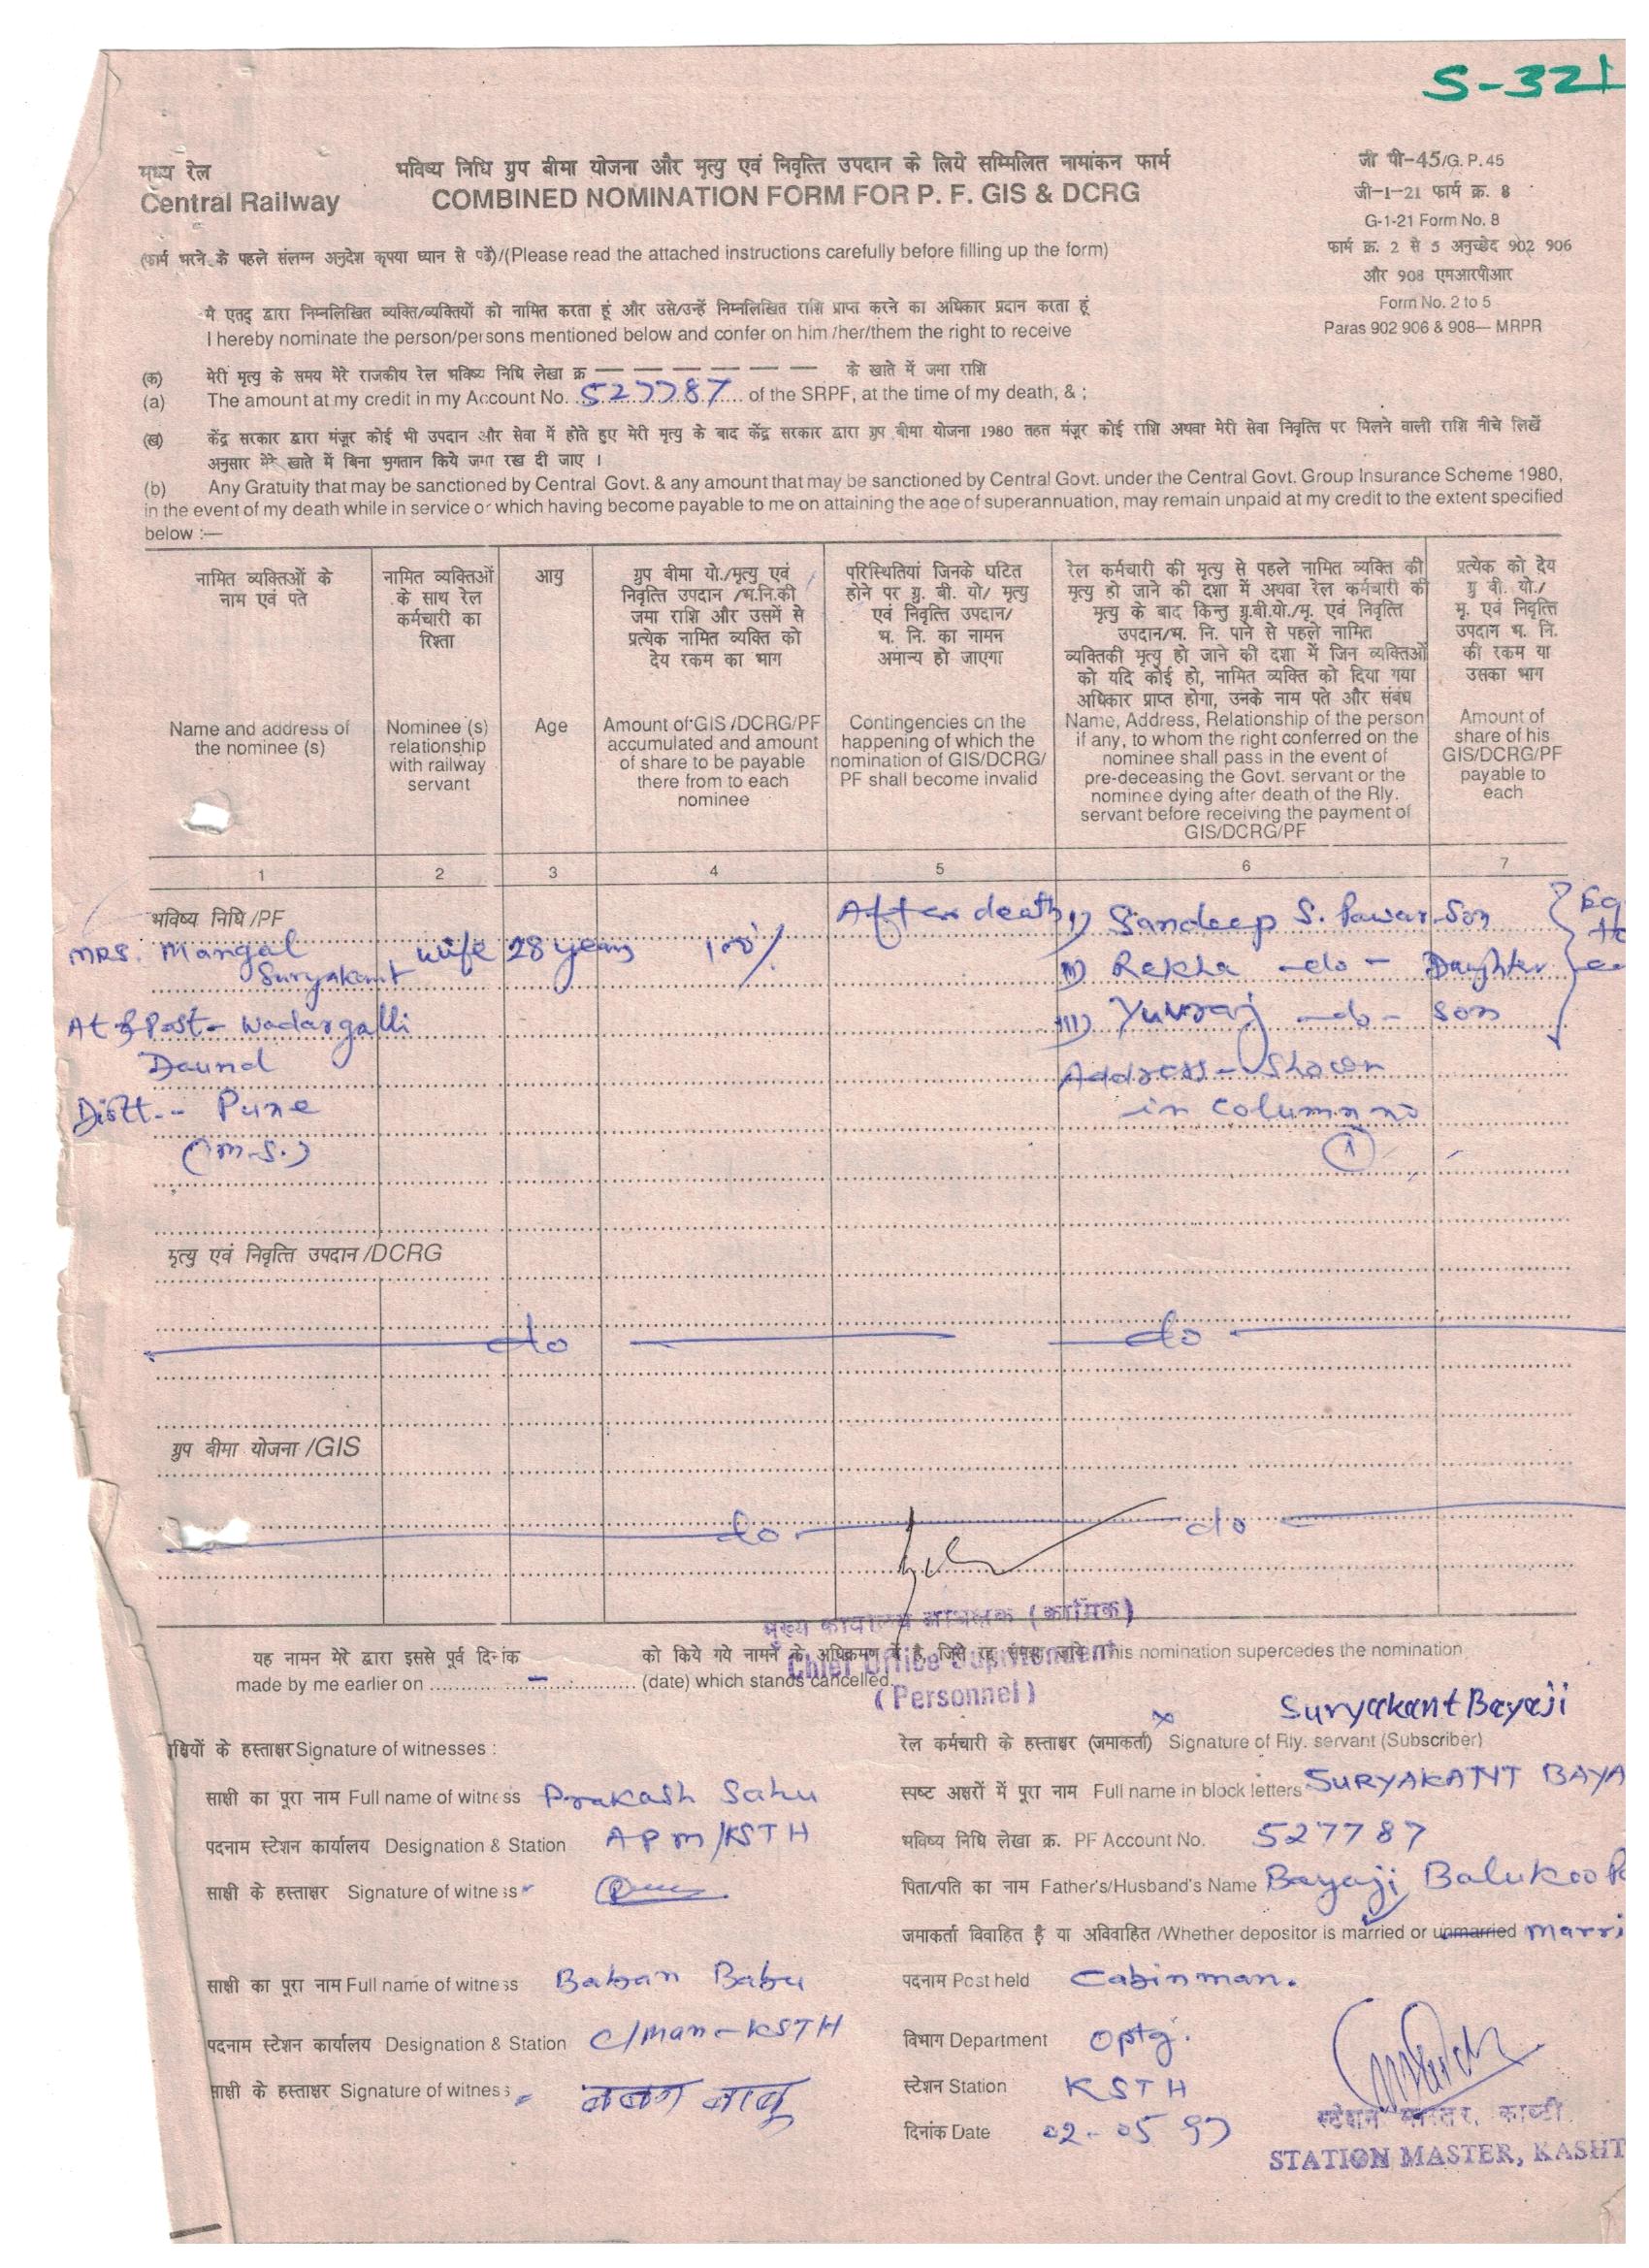 S-321
मध्य रेल
Central Railway
भविष्य निधि ग्रुप बीमा योजना और मृत्यु एवं निवृत्ति उपदान के लिये सम्मिलित नामांकन फार्म
COMBINED NOMINATION FORM FOR P. F. GIS & DCRG
जी पी-45/G. P. 45
जी-1-21 फार्म क्र. 8
G-1-21 Form No. 8
फार्म क्र. 2 से 5 अनुच्छेद 902 906
और 908 एमआरपीआर
Form No. 2 to 5
Paras 902 906 & 908— MRPR
(फार्म भरने के पहले संलग्न अनुदेश कृपया ध्यान से पढें)/(Please read the attached instructions carefully before filling up the form)
मै एतद् द्वारा निम्नलिखित व्यक्ति/व्यक्तियों को नामित करता हूं और उसे/उन्हें निम्नलिखित राशि प्राप्त करने का अधिकार प्रदान करता हूं
I hereby nominate the person/persons mentioned below and confer on him /her/them the right to receive
(क) मेरी मृत्यु के समय मेरे राजकीय रेल भविष्य निधि लेखा क्र — — — — — — — के खाते में जमा राशि
(a) The amount at my credit in my Account No. 527787 of the SRPF, at the time of my death, & ;
(ख) केंद्र सरकार द्वारा मंजूर कोई भी उपदान और सेवा में होते हुए मेरी मृत्यु के बाद केंद्र सरकार द्वारा ग्रुप बीमा योजना 1980 तहत मंजूर कोई राशि अथवा मेरी सेवा निवृत्ति पर मिलने वाली राशि नीचे लिखें
अनुसार मेरे खाते में बिना भुगतान किये जमा रख दी जाए ।
(b) Any Gratuity that may be sanctioned by Central Govt. & any amount that may be sanctioned by Central Govt. under the Central Govt. Group Insurance Scheme 1980,
in the event of my death while in service or which having become payable to me on attaining the age of superannuation, may remain unpaid at my credit to the extent specified
below :—
नामित व्यक्तिओं के
नाम एवं पते
Name and address of
the nominee (s)
नामित व्यक्तिओं
के साथ रेल
कर्मचारी का
रिश्ता
Nominee (s)
relationship
with railway
servant
आयु
Age
ग्रुप बीमा यो./मृत्यु एवं
निवृत्ति उपदान /भ.नि.की
जमा राशि और उसमें से
प्रत्येक नामित व्यक्ति को
देय रकम का भाग
Amount of GIS /DCRG/PF
accumulated and amount
of share to be payable
there from to each
nominee
परिस्थितियां जिनके घटित
होने पर ग्रु. बी. यो/ मृत्यु
एवं निवृत्ति उपदान/
भ. नि. का नामन
अमान्य हो जाएगा
Contingencies on the
happening of which the
nomination of GIS/DCRG/
PF shall become invalid
रेल कर्मचारी की मृत्यु से पहले नामित व्यक्ति की
मृत्यु हो जाने की दशा में अथवा रेल कर्मचारी की
मृत्यु के बाद किन्तु ग्रु.बी.यो./मृ. एवं निवृत्ति
उपदान/भ. नि. पाने से पहले नामित
व्यक्तिकी मृत्यु हो जाने की दशा में जिन व्यक्तिओं
को यदि कोई हो, नामित व्यक्ति को दिया गया
अधिकार प्राप्त होगा, उनके नाम पते और संबंध
Name, Address, Relationship of the person
if any, to whom the right conferred on the
nominee shall pass in the event of
pre-deceasing the Govt. servant or the
nominee dying after death of the Rly.
servant before receiving the payment of
GIS/DCRG/PF
प्रत्येक को देय
ग्रु बी. यो./
मृ. एवं निवृत्ति
उपदान भ. नि.
की रकम या
उसका भाग
Amount of
share of his
GIS/DCRG/PF
payable to
each
1 2 3 4 5 6 7
भविष्य निधि /PF
MRS. Mangal
Suryakant
At & Post - Wadargalli
Daund
Distt-- Pune
(M.S.)
wife
28 years
100%
After death
i) Sandeep S. Pawar Son
ii) Rekha -do- Daughter
iii) Yuvraj -do- Son
Address - Shown
in column no
1
मृत्यु एवं निवृत्ति उपदान /DCRG
do do
ग्रुप बीमा योजना /GIS
do do
मुख्य कार्यालय अधीक्षक (कार्मिक)
Chief Office Suprintendent
(Personnel)
यह नामन मेरे द्वारा इससे पूर्व दिनांक को किये गये नामन के अधिक्रमण में है, जिसे रद्द समझा जाये This nomination supercedes the nomination
made by me earlier on ........ - ........ (date) which stands cancelled.
x Suryakant Bayaji
रेल कर्मचारी के हस्ताक्षर (जमाकर्ता) Signature of Rly. servant (Subscriber)
स्पष्ट अक्षरों में पूरा नाम Full name in block letters SURYAKANT BAYA
भविष्य निधि लेखा क्र. PF Account No. 527787
पिता/पति का नाम Father's/Husband's Name Bayaji Balukoo
जमाकर्ता विवाहित है या अविवाहित /Whether depositor is married or unmarried Marri
पदनाम Post held Cabinman.
विभाग Department Optg.
स्टेशन Station KSTH
दिनांक Date 02-05 97
साक्षियों के हस्ताक्षर Signature of witnesses :
साक्षी का पूरा नाम Full name of witness Prakash Sahu
पदनाम स्टेशन कार्यालय Designation & Station APM/KSTH
साक्षी के हस्ताक्षर Signature of witness
साक्षी का पूरा नाम Full name of witness Baban Babu
पदनाम स्टेशन कार्यालय Designation & Station C/Man-KSTH
साक्षी के हस्ताक्षर Signature of witness बबन बाबु
स्टेशन मास्टर, काष्टी
STATION MASTER, KASHT